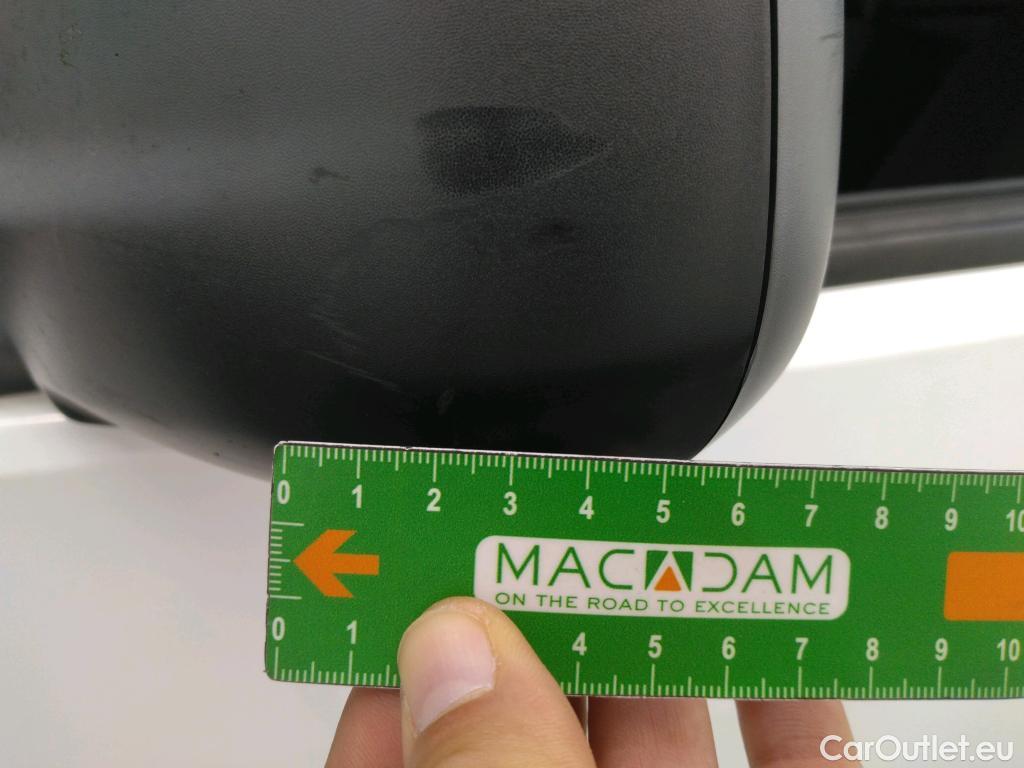 0 1 2 3 4 5 6 7 8 9 10
MACADAM
ON THE ROAD TO EXCELLENCE
0 1 4 5 6 7 8 9 10
CarOutlet.eu